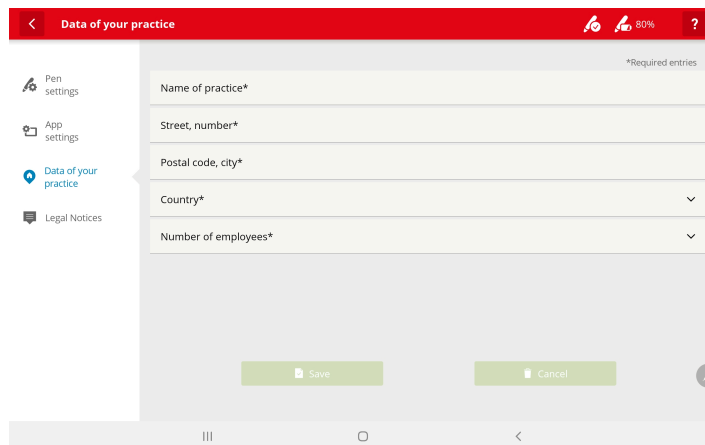 Data of your practice
80%
?
*Required entries
Pen
settings
App
settings
Data of your
practice
Legal Notices
Name of practice*
Street, number*
Postal code, city*
Country*
Number of employees*
Save
Cancel